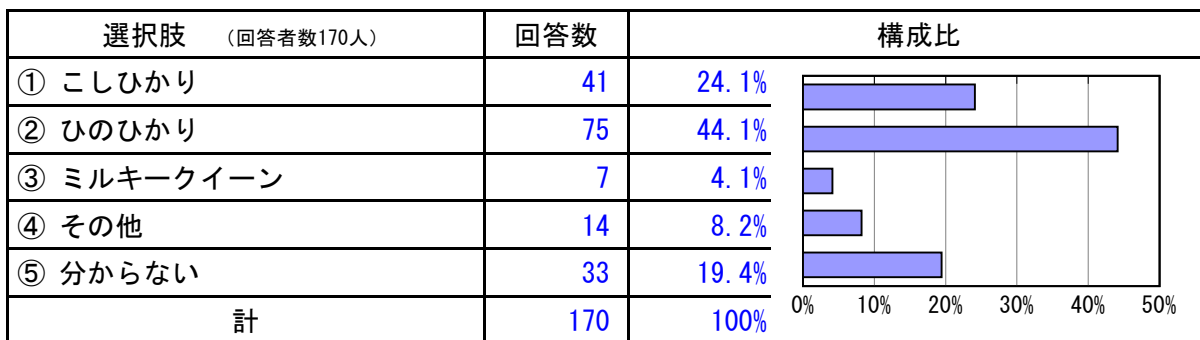 選択肢 （回答者数170人） 回答数 構成比
① こしひかり 41 24.1%
② ひのひかり 75 44.1%
③ ミルキークイーン 7 4.1%
④ その他 14 8.2%
⑤ 分からない 33 19.4%
計 170 100%
0% 10% 20% 30% 40% 50%